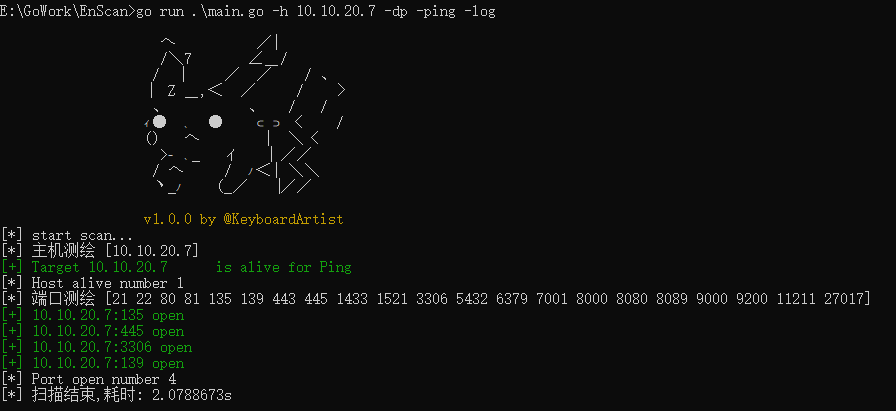 E:\GoWork\EnScan>go run .\main.go -h 10.10.20.7 -dp -ping -log
v1.0.0 by @KeyboardArtist
[*] start scan...
[*] 主机测绘 [10.10.20.7]
[+] Target 10.10.20.7      is alive for Ping
[*] Host alive number 1
[*] 端口测绘 [21 22 80 81 135 139 443 445 1433 1521 3306 5432 6379 7001 8000 8080 8089 9000 9200 11211 27017]
[+] 10.10.20.7:135 open
[+] 10.10.20.7:445 open
[+] 10.10.20.7:3306 open
[+] 10.10.20.7:139 open
[*] Port open number 4
[*] 扫描结束,耗时: 2.0788673s